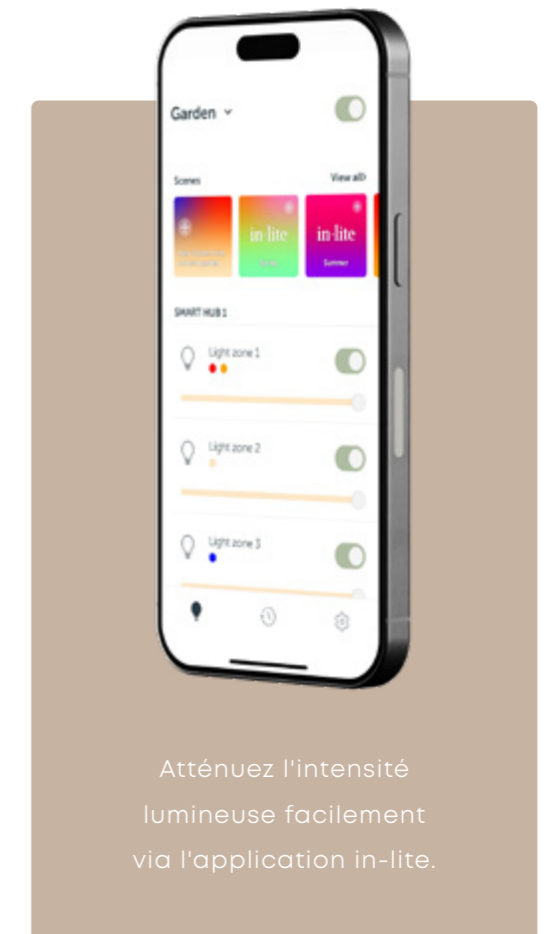 Garden
Scenes
View all
in·lite
in·lite
Summer
SMART HUB 1
Light zone 1
Light zone 2
Light zone 3
Atténuez l'intensité
lumineuse facilement
via l'application in-lite.